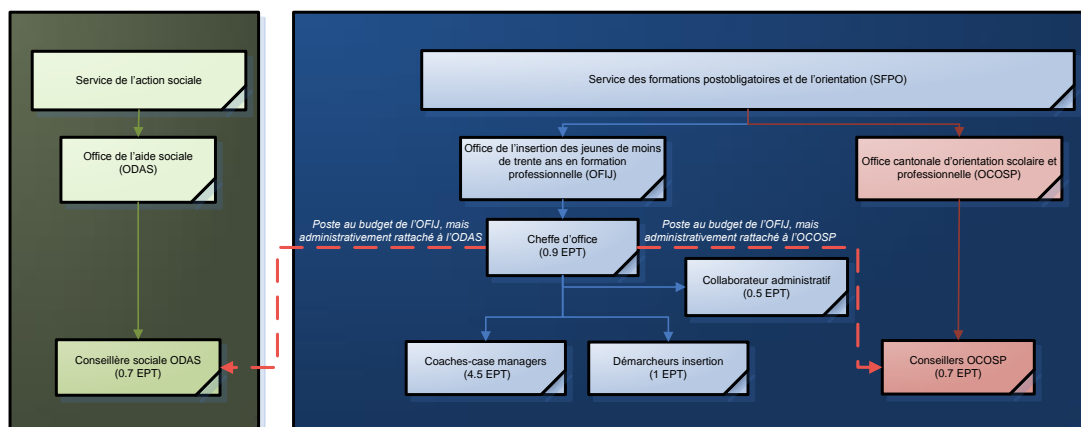 Service de l'action sociale
Service des formations postobligatoires et de l'orientation (SFPO)
Office de l'aide sociale
(ODAS)
Office de l'insertion des jeunes de moins
de trente ans en formation
professionnelle (OFIJ)
Office cantonale d'orientation scolaire et
professionnelle (OCOSP)
Poste au budget de l'OFIJ, mais
administrativement rattaché à l'ODAS
Cheffe d'office
(0.9 EPT)
Poste au budget de l'OFIJ, mais
administrativement rattaché à l'OCOSP
Collaborateur administratif
(0.5 EPT)
Conseillère sociale ODAS
(0.7 EPT)
Coaches-case managers
(4.5 EPT)
Démarcheurs insertion
(1 EPT)
Conseillers OCOSP
(0.7 EPT)